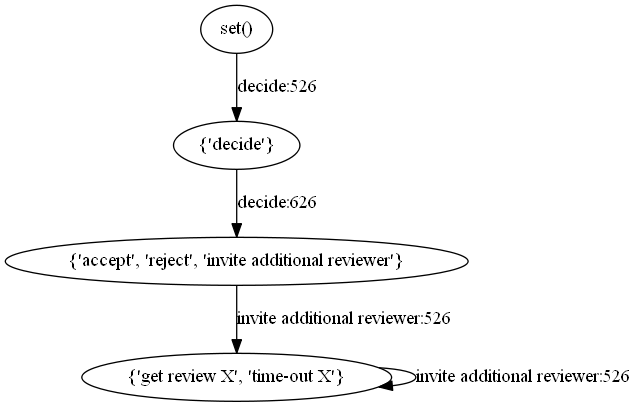 set()
decide:526
{'decide'}
decide:626
{'accept', 'reject', 'invite additional reviewer'}
invite additional reviewer:526
{'get review X', 'time-out X'}
invite additional reviewer:526